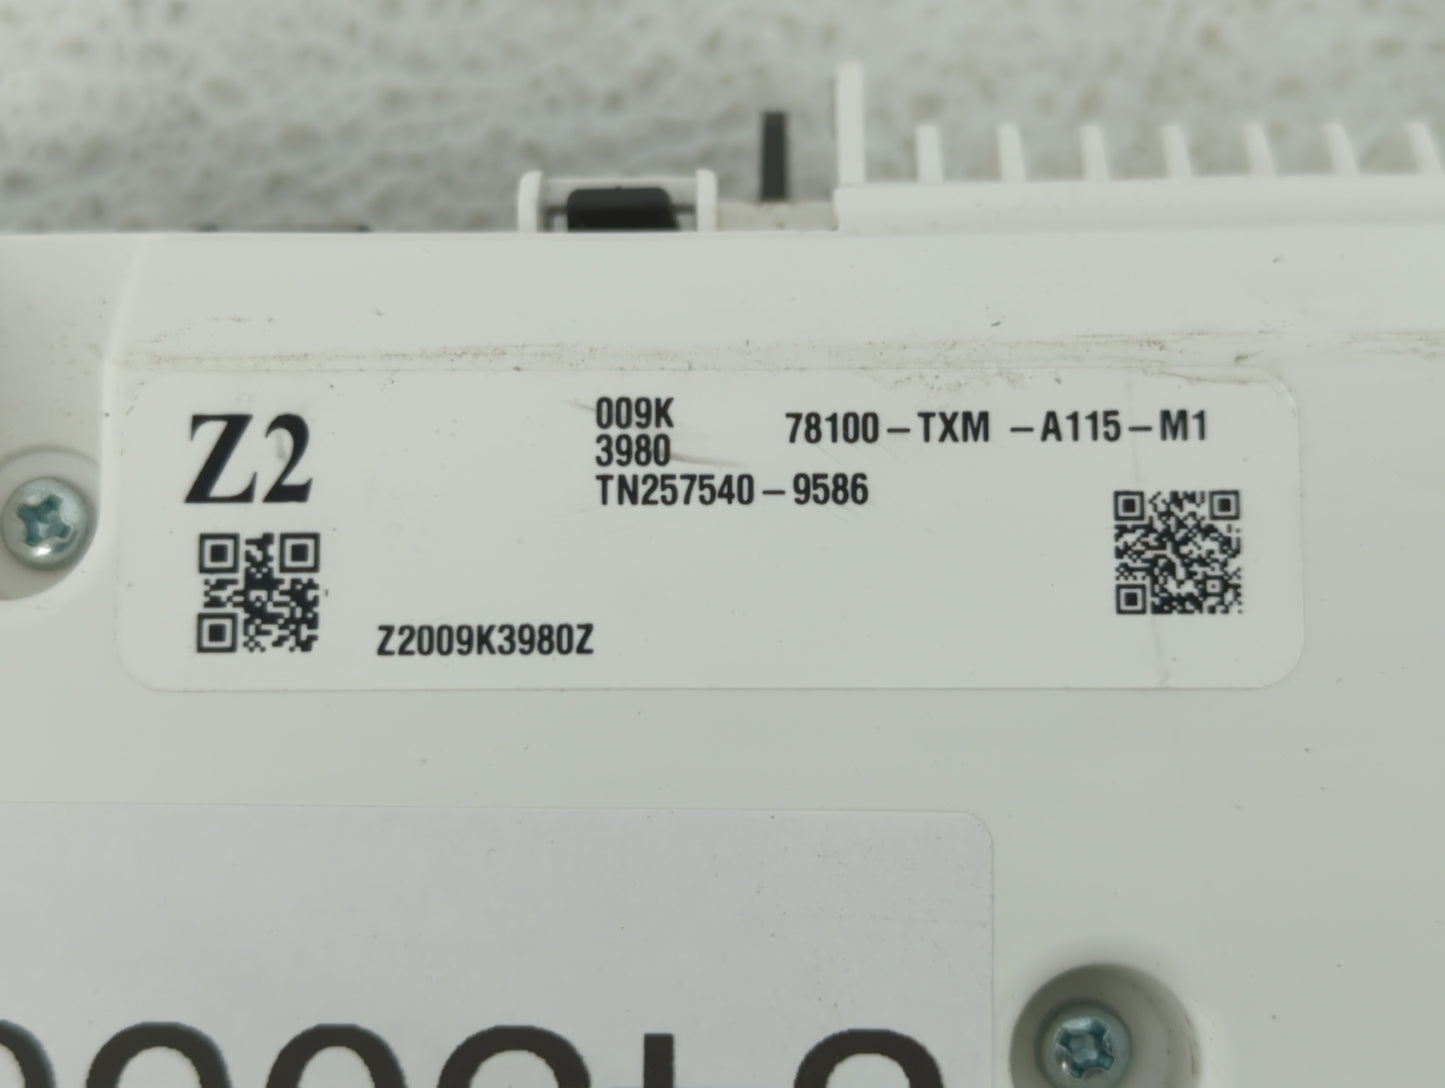 Z2
009K
3980
TN257540-9586
78100-TXM -A115-M1
Z2009K3980Z